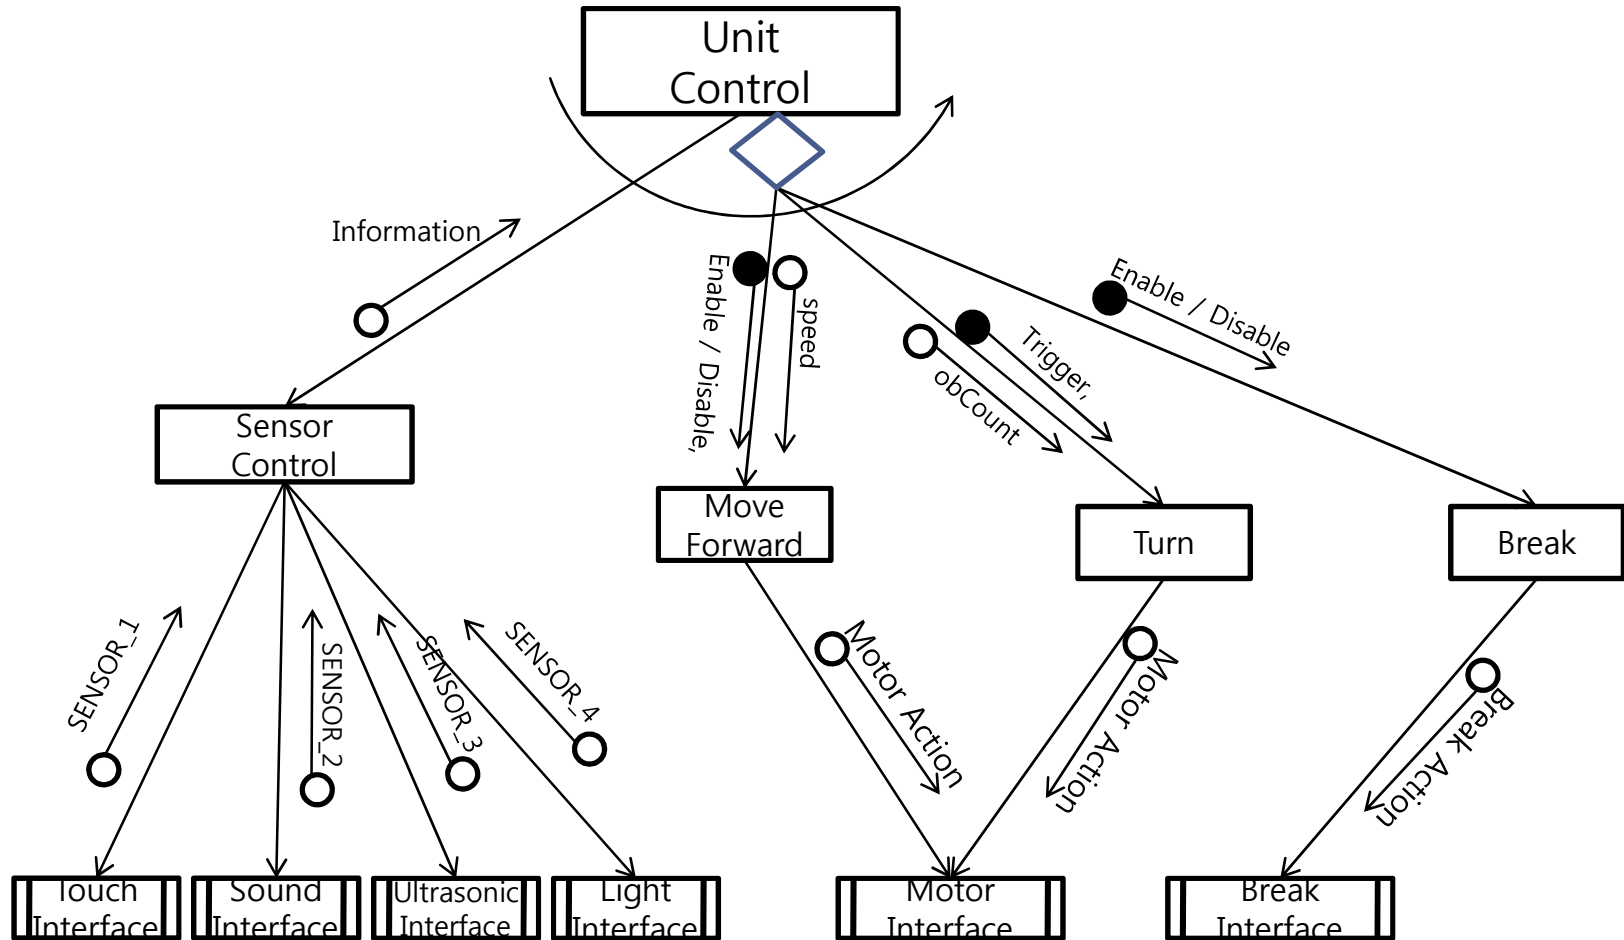 Unit
Control
Information
Enable / Disable,
speed
obCount
Trigger,
Enable / Disable
Sensor
Control
Move
Forward
Turn
Break
SENSOR_1
SENSOR_2
SENSOR_3
SENSOR_4
Motor Action
Motor Action
Break Action
Touch
Interface
Sound
Interface
Ultrasonic
Interface
Light
Interface
Motor
Interface
Break
Interface